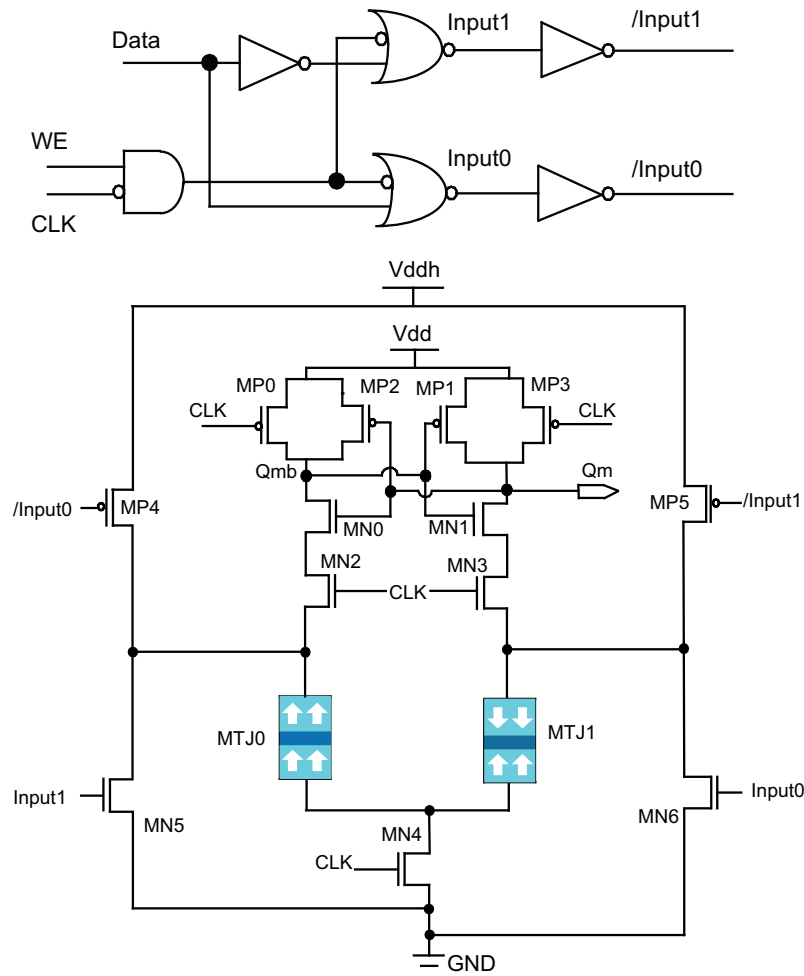 Input1
/Input1
Data
WE
Input0
/Input0
CLK
Vddh
Vdd
MP0
MP2
MP1
MP3
CLK
CLK
Qmb
Qm
/Input0
MP4
MP5
/Input1
MN0
MN1
MN2
MN3
CLK
MTJ0
MTJ1
Input1
Input0
MN5
MN4
MN6
CLK
GND